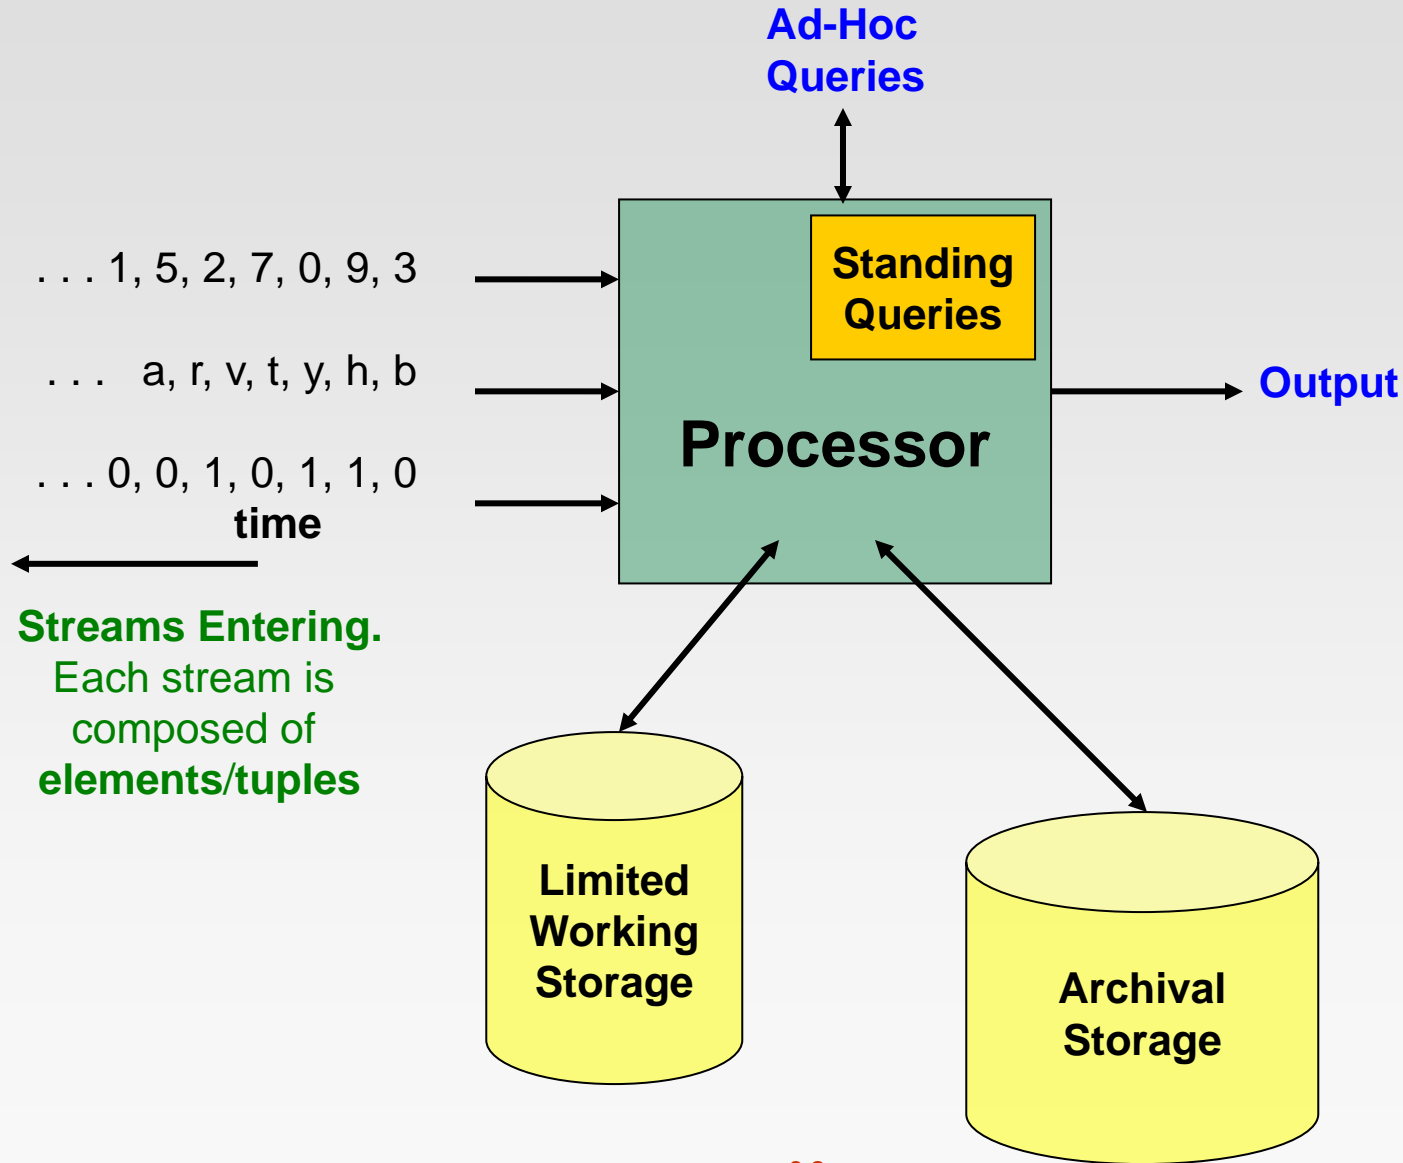 Ad-Hoc
Queries
. . . 1, 5, 2, 7, 0, 9, 3
Standing
Queries
. . . a, r, v, t, y, h, b
Output
Processor
. . . 0, 0, 1, 0, 1, 1, 0
time
Streams Entering.
Each stream is
composed of
elements/tuples
Limited
Working
Storage
Archival
Storage